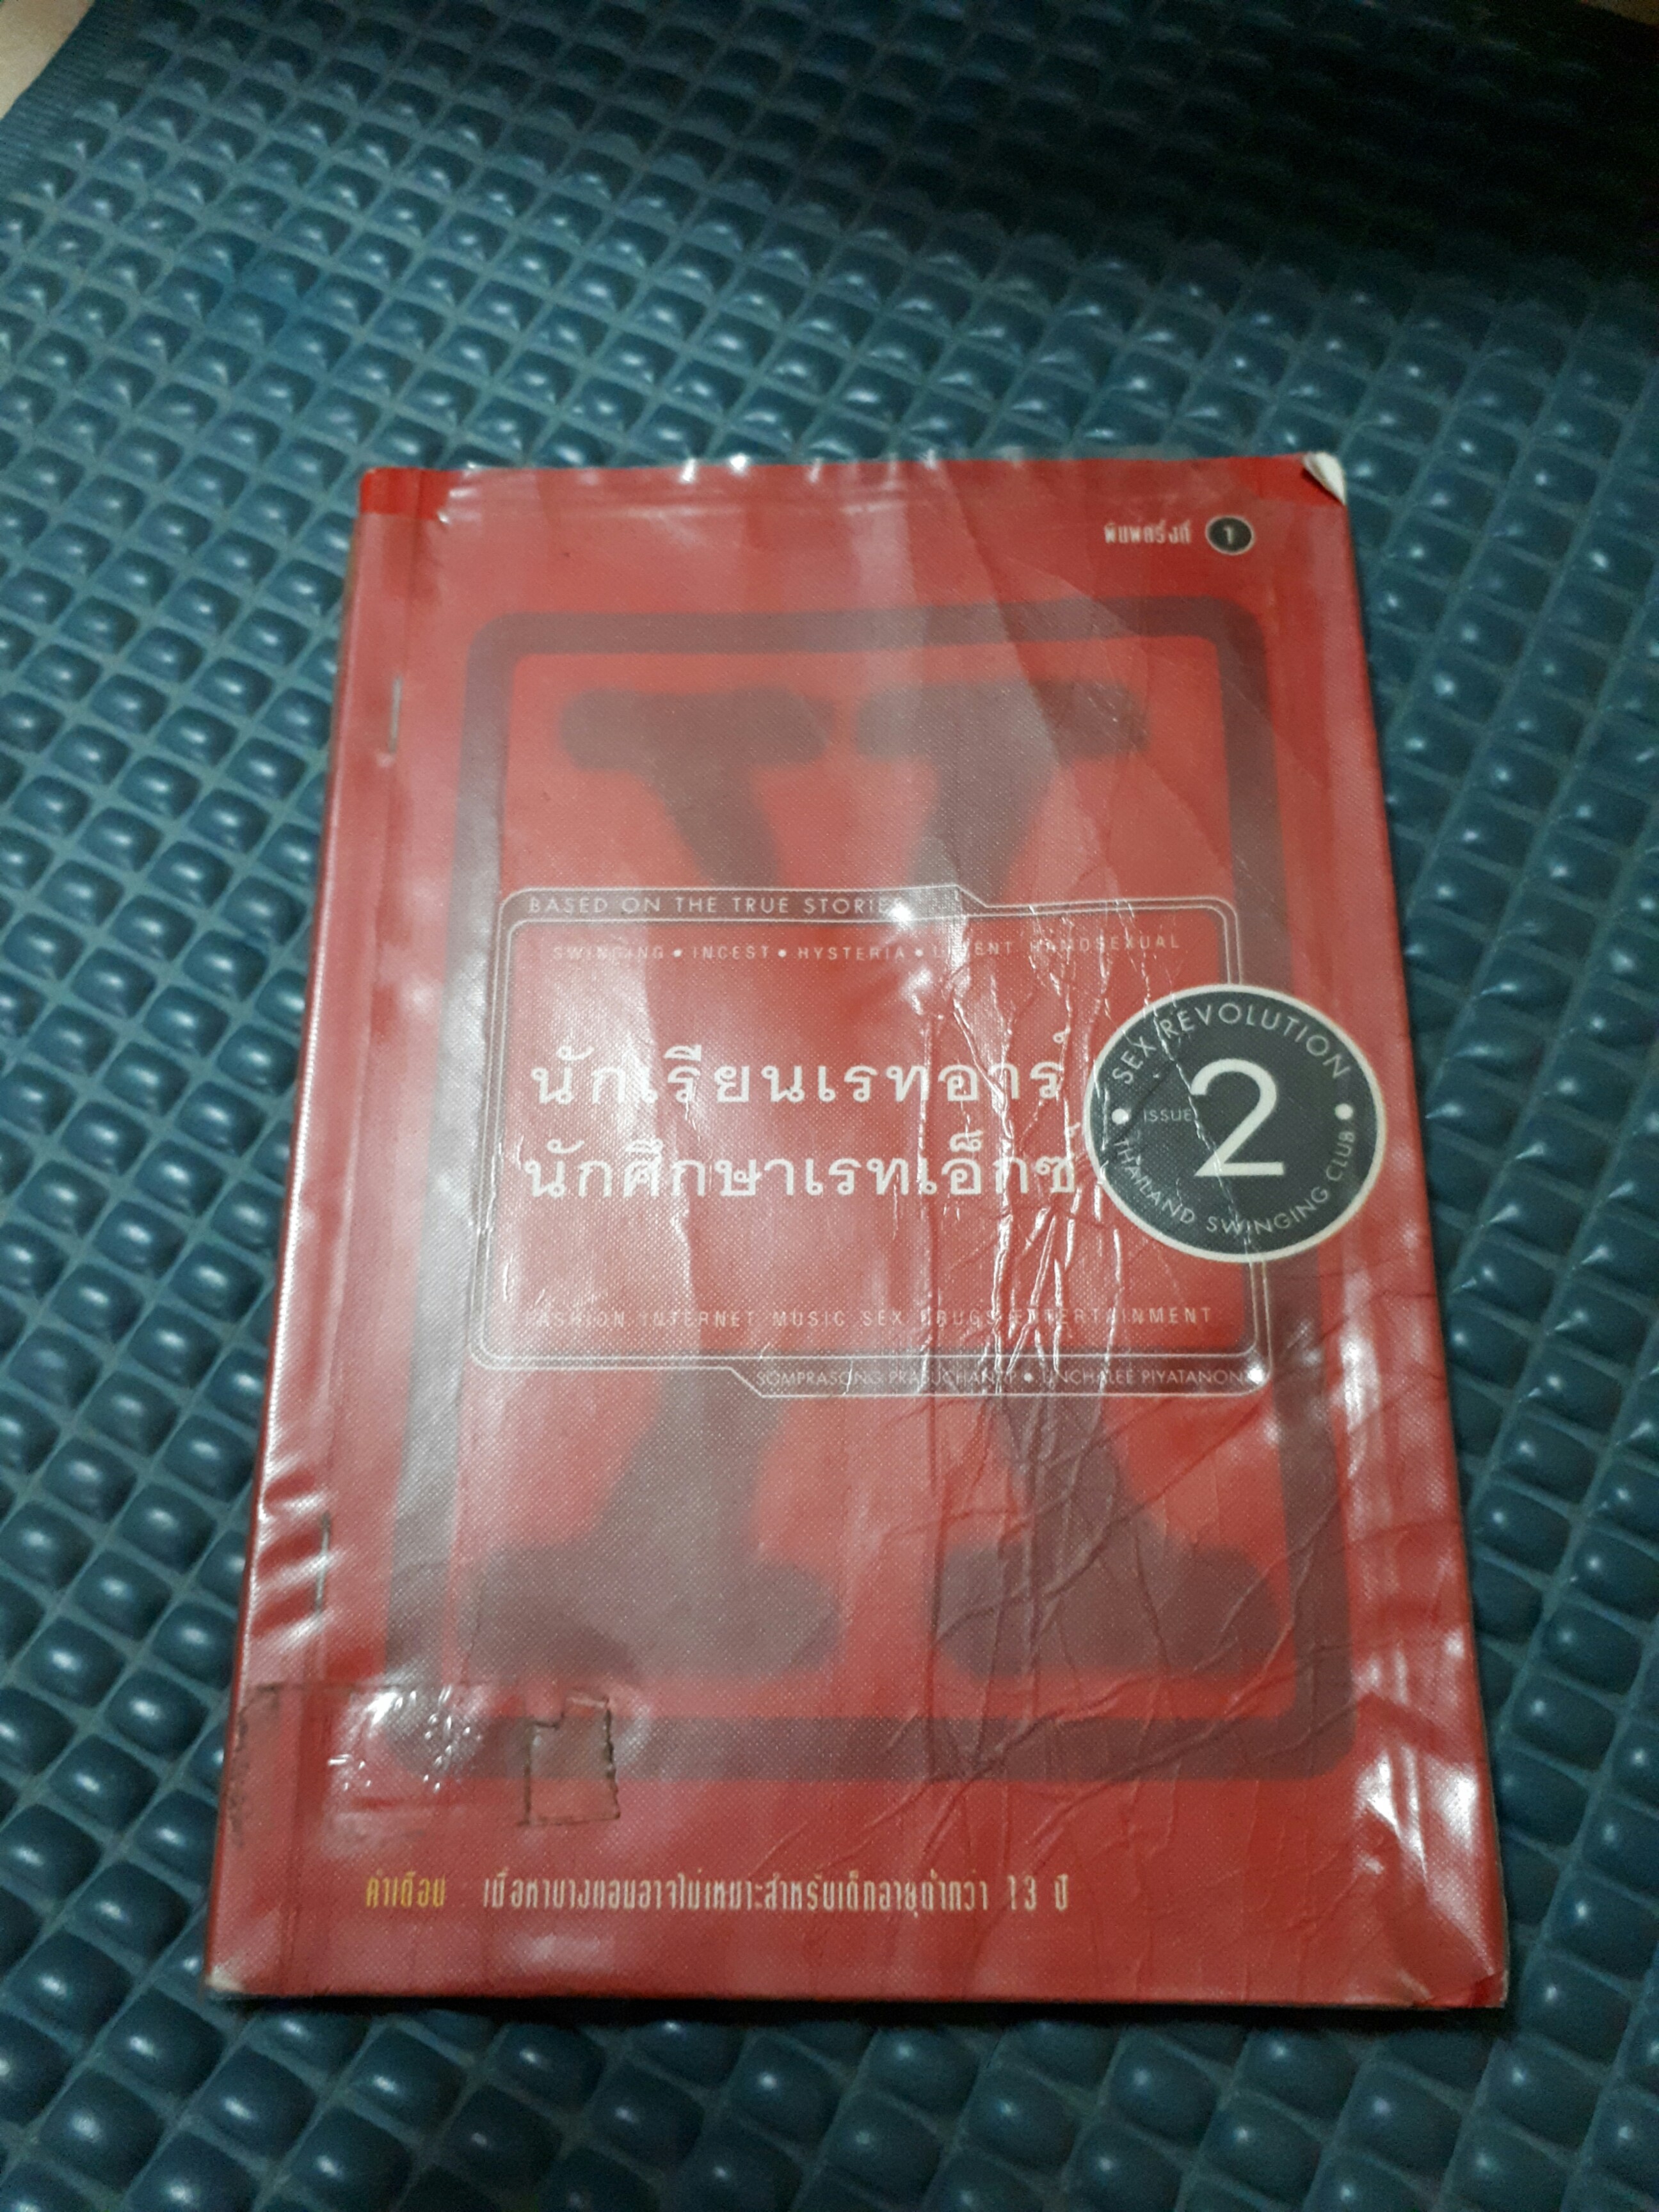 พิมพ์ครั้งที่ 1
BASED ON THE TRUE STORIES
SWINGING • INCEST • HYSTERIA •
นักเรียนเรทอาร์
นักศึกษาเรทเอ็กซ์
SEX REVOLUTION
ISSUE 2
THAILAND SWINGING CLUB
FASHION INTERNET MUSIC SEX DRUGS ENTERTAINMENT
SOMPRASONG • PIYATANON
คำเตือน เนื้อหาบางตอนอาจไม่เหมาะสำหรับเด็กอายุต่ำกว่า 13 ปี